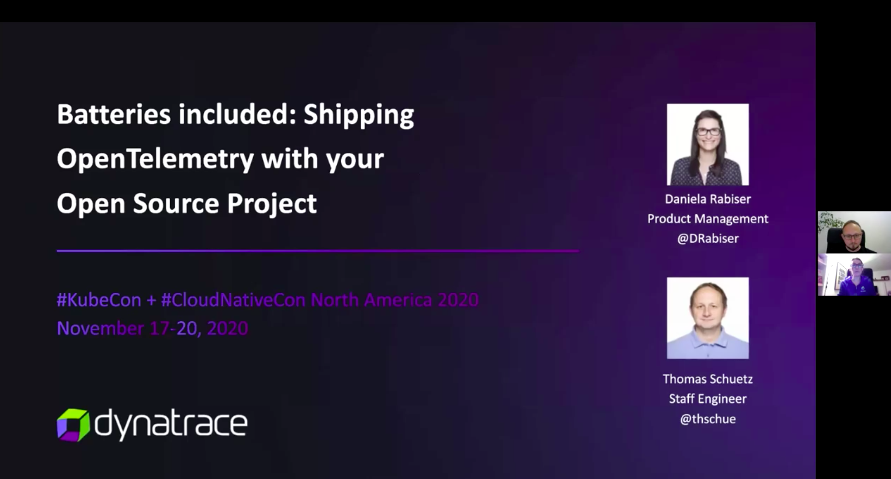 Batteries included: Shipping
OpenTelemetry with your
Open Source Project
#KubeCon + #CloudNativeCon North America 2020
November 17-20, 2020
dynatrace
Daniela Rabiser
Product Management
@DRabiser
Thomas Schuetz
Staff Engineer
@thschue